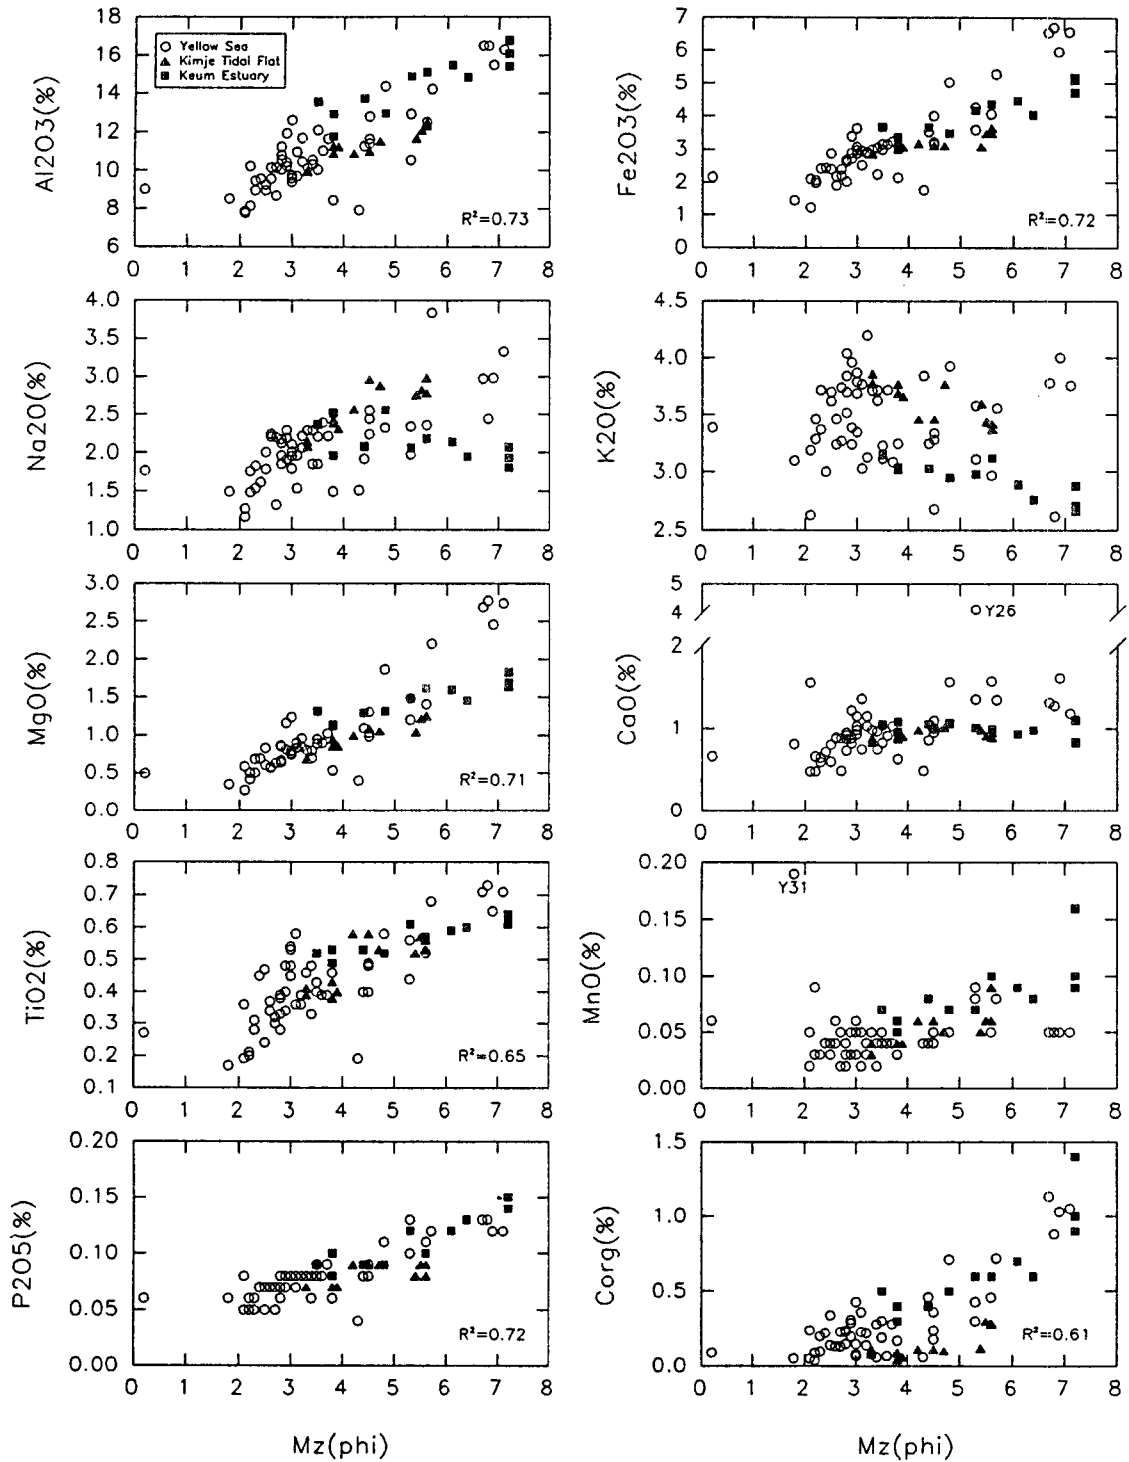 Al2O3(%)
18
16
14
12
10
8
6
Yellow Sea
Kimje Tidal Flat
Keum Estuary
R²=0.73
0 1 2 3 4 5 6 7 8
Fe2O3(%)
7
6
5
4
3
2
1
0
R²=0.72
0 1 2 3 4 5 6 7 8
Na2O(%)
4.0
3.5
3.0
2.5
2.0
1.5
1.0
0 1 2 3 4 5 6 7 8
K2O(%)
4.5
4.0
3.5
3.0
2.5
0 1 2 3 4 5 6 7 8
MgO(%)
3.0
2.5
2.0
1.5
1.0
0.5
0.0
R²=0.71
0 1 2 3 4 5 6 7 8
CaO(%)
5
4
2
1
0
Y26
0 1 2 3 4 5 6 7 8
TiO2(%)
0.8
0.7
0.6
0.5
0.4
0.3
0.2
0.1
R²=0.65
0 1 2 3 4 5 6 7 8
MnO(%)
0.20
0.15
0.10
0.05
0.00
Y31
0 1 2 3 4 5 6 7 8
P2O5(%)
0.20
0.15
0.10
0.05
0.00
R²=0.72
0 1 2 3 4 5 6 7 8
Mz(phi)
Corg(%)
1.5
1.0
0.5
0.0
R²=0.61
0 1 2 3 4 5 6 7 8
Mz(phi)